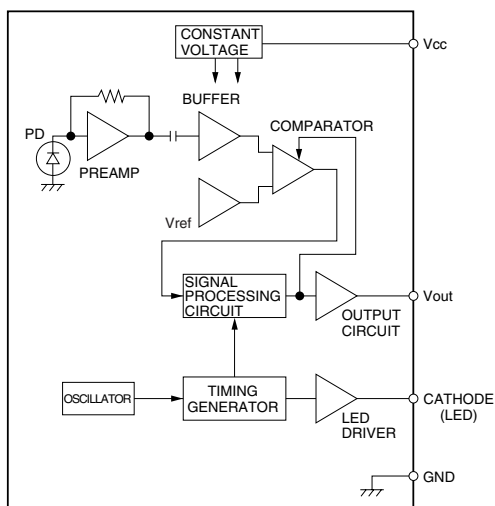 CONSTANT
VOLTAGE
Vcc
BUFFER
COMPARATOR
PD
PREAMP
Vref
SIGNAL
PROCESSING
CIRCUIT
Vout
OUTPUT
CIRCUIT
OSCILLATOR
TIMING
GENERATOR
LED
DRIVER
CATHODE
(LED)
GND